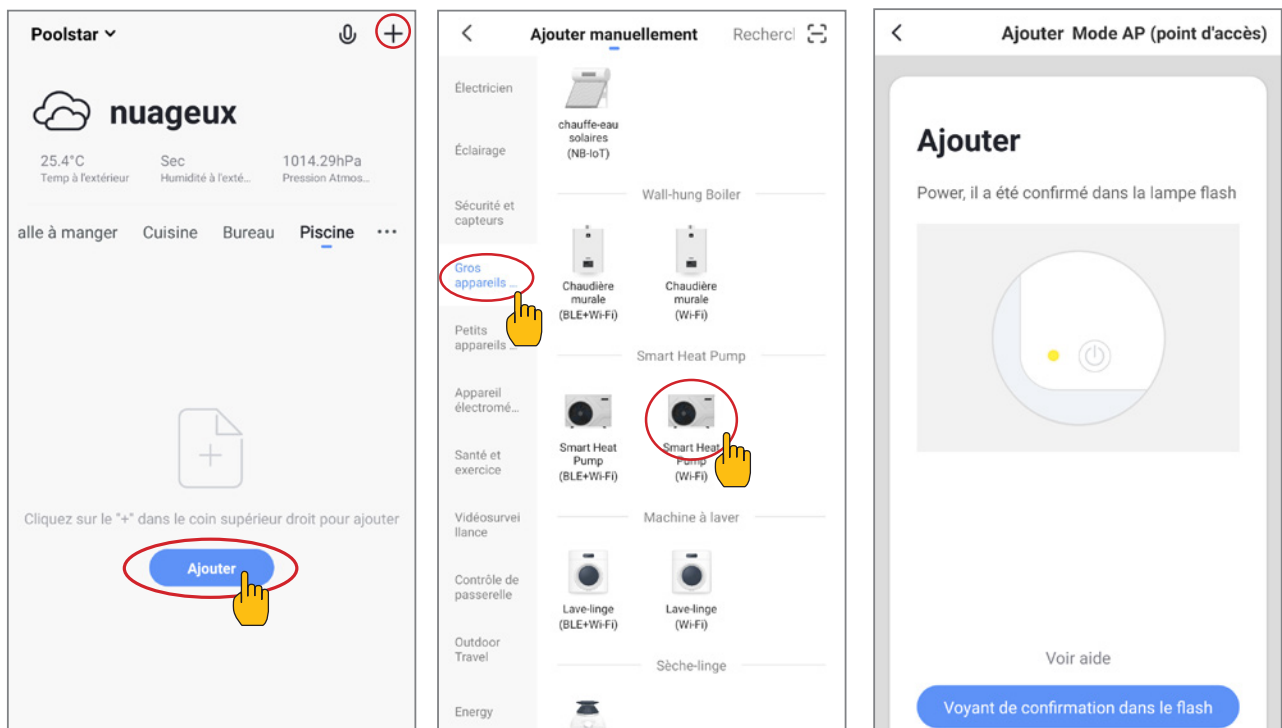 Poolstar
nuageux
25.4°C
Sec
1014.29hPa
Temp à l'extérieur
Humidité à l'exté...
Pression Atmos...
alle à manger
Cuisine
Bureau
Piscine
Cliquez sur le "+" dans le coin supérieur droit pour ajouter
Ajouter
Ajouter manuellement
Rechercl
Électricien
Éclairage
Sécurité et
capteurs
Gros
appareils ...
Petits
appareils ...
Appareil
électromé...
Santé et
exercice
Vidéosurvei
llance
Contrôle de
passerelle
Outdoor
Travel
Energy
chauffe-eau
solaires
(NB-IoT)
Wall-hung Boiler
Chaudière
murale
(BLE+Wi-Fi)
Chaudière
murale
(Wi-Fi)
Smart Heat Pump
Smart Heat
Pump
(BLE+Wi-Fi)
Smart Heat
Pump
(Wi-Fi)
Machine à laver
Lave-linge
(BLE+Wi-Fi)
Lave-linge
(Wi-Fi)
Sèche-linge
Ajouter Mode AP (point d'accès)
Ajouter
Power, il a été confirmé dans la lampe flash
Voir aide
Voyant de confirmation dans le flash